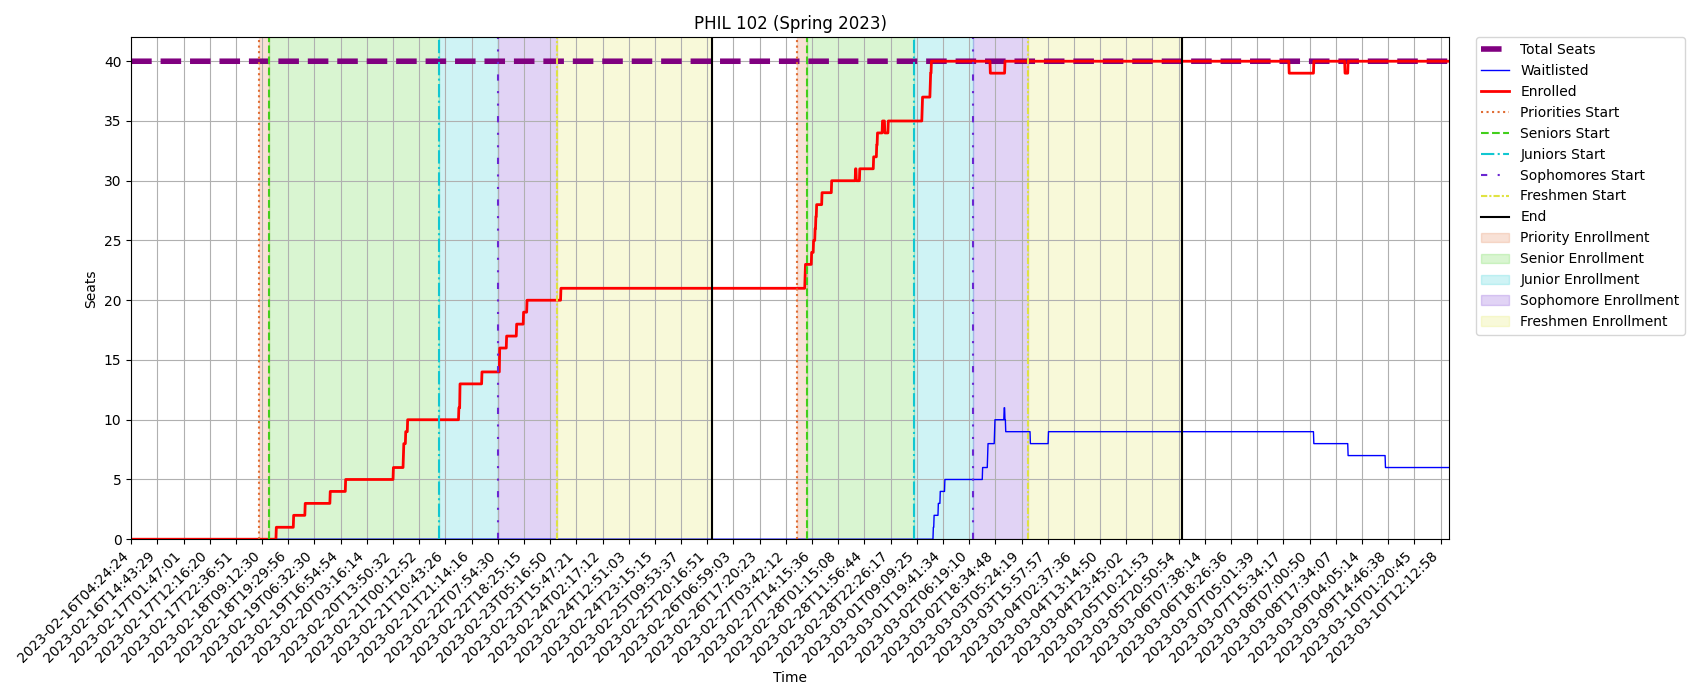 PHIL 102 (Spring 2023)
Seats
40
35
30
25
20
15
10
5
0
2023-02-16T04:24:24
2023-02-16T14:43:29
2023-02-17T01:47:01
2023-02-17T12:16:20
2023-02-17T22:36:51
2023-02-18T09:12:30
2023-02-18T19:29:56
2023-02-19T06:32:30
2023-02-19T16:54:54
2023-02-20T03:16:14
2023-02-20T13:50:32
2023-02-21T00:12:52
2023-02-21T10:43:26
2023-02-21T21:14:16
2023-02-22T07:54:30
2023-02-22T18:25:15
2023-02-23T05:16:50
2023-02-23T15:47:21
2023-02-24T02:17:12
2023-02-24T12:51:03
2023-02-24T23:15:15
2023-02-25T09:53:37
2023-02-25T20:16:51
2023-02-26T06:59:03
2023-02-26T17:20:23
2023-02-27T03:42:12
2023-02-27T14:15:36
2023-02-28T01:15:08
2023-02-28T11:56:44
2023-02-28T22:26:17
2023-03-01T09:09:25
2023-03-01T19:41:34
2023-03-02T06:19:10
2023-03-02T18:34:48
2023-03-03T05:24:19
2023-03-03T15:57:57
2023-03-04T02:37:36
2023-03-04T13:14:50
2023-03-04T23:45:02
2023-03-05T10:21:53
2023-03-05T20:50:54
2023-03-06T07:38:14
2023-03-06T18:26:36
2023-03-07T05:01:39
2023-03-07T15:34:17
2023-03-08T07:00:50
2023-03-08T17:34:07
2023-03-09T04:05:14
2023-03-09T14:46:38
2023-03-10T01:20:45
2023-03-10T12:12:58
Time
Total Seats
Waitlisted
Enrolled
Priorities Start
Seniors Start
Juniors Start
Sophomores Start
Freshmen Start
End
Priority Enrollment
Senior Enrollment
Junior Enrollment
Sophomore Enrollment
Freshmen Enrollment